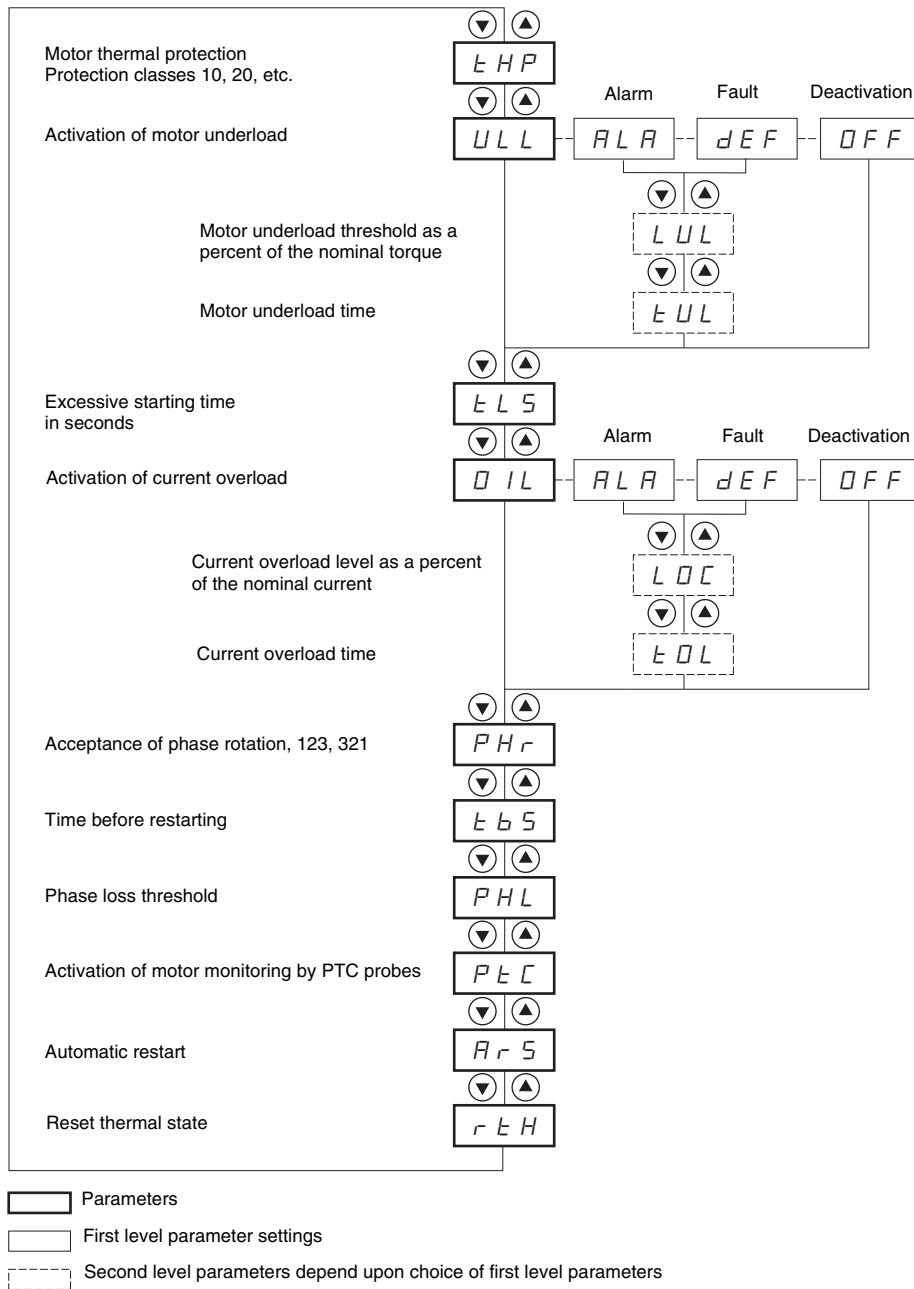 Motor thermal protection
Protection classes 10, 20, etc.
tHP
Alarm Fault Deactivation
Activation of motor underload
ULL ALA dEF OFF
Motor underload threshold as a
percent of the nominal torque
LUL
Motor underload time
tUL
Excessive starting time
in seconds
tLS
Alarm Fault Deactivation
Activation of current overload
OIL ALA dEF OFF
Current overload level as a percent
of the nominal current
LOC
Current overload time
tOL
Acceptance of phase rotation, 123, 321
PHr
Time before restarting
tbS
Phase loss threshold
PHL
Activation of motor monitoring by PTC probes
PtC
Automatic restart
ArS
Reset thermal state
rtH
Parameters
First level parameter settings
Second level parameters depend upon choice of first level parameters